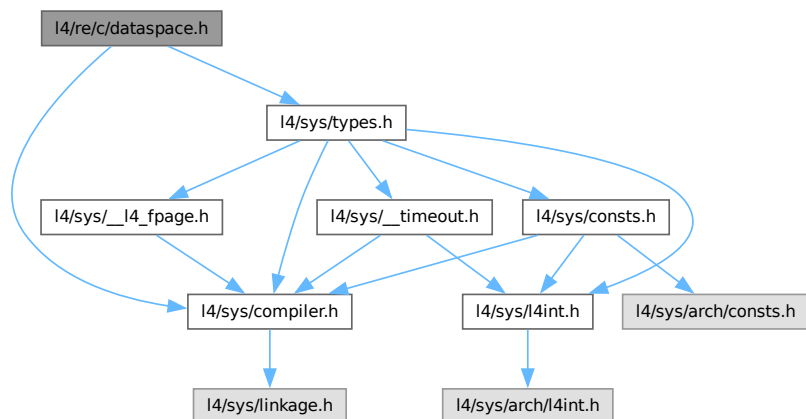 l4/re/c/dataspace.h
l4/sys/types.h
l4/sys/__l4_fpage.h
l4/sys/__timeout.h
l4/sys/consts.h
l4/sys/compiler.h
l4/sys/l4int.h
l4/sys/arch/consts.h
l4/sys/linkage.h
l4/sys/arch/l4int.h